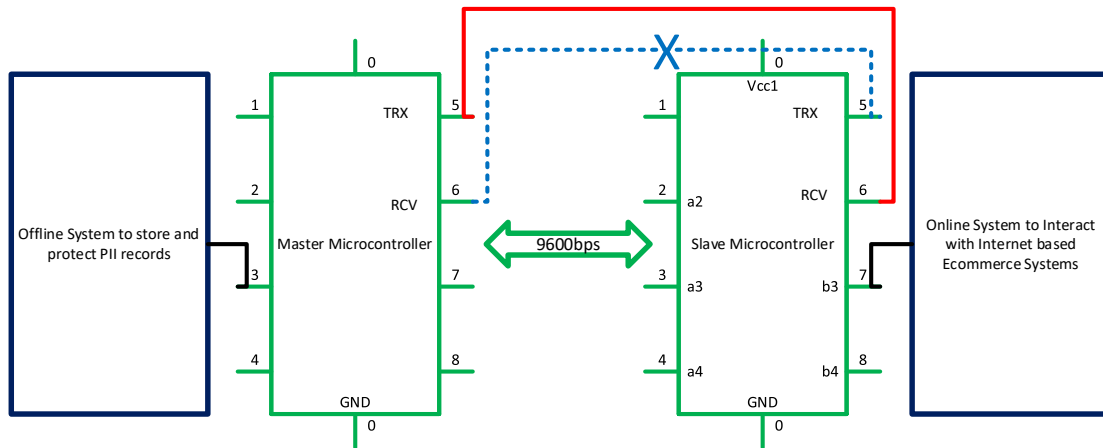 Offline System to store and
protect PII records
0
1
TRX
5
2
RCV
6
Master Microcontroller
3
7
4
8
GND
0
X
9600bps
0
Vcc1
1
TRX
5
2
a2
RCV
6
Slave Microcontroller
3
a3
b3
7
4
a4
b4
8
GND
0
Online System to Interact
with Internet based
Ecommerce Systems